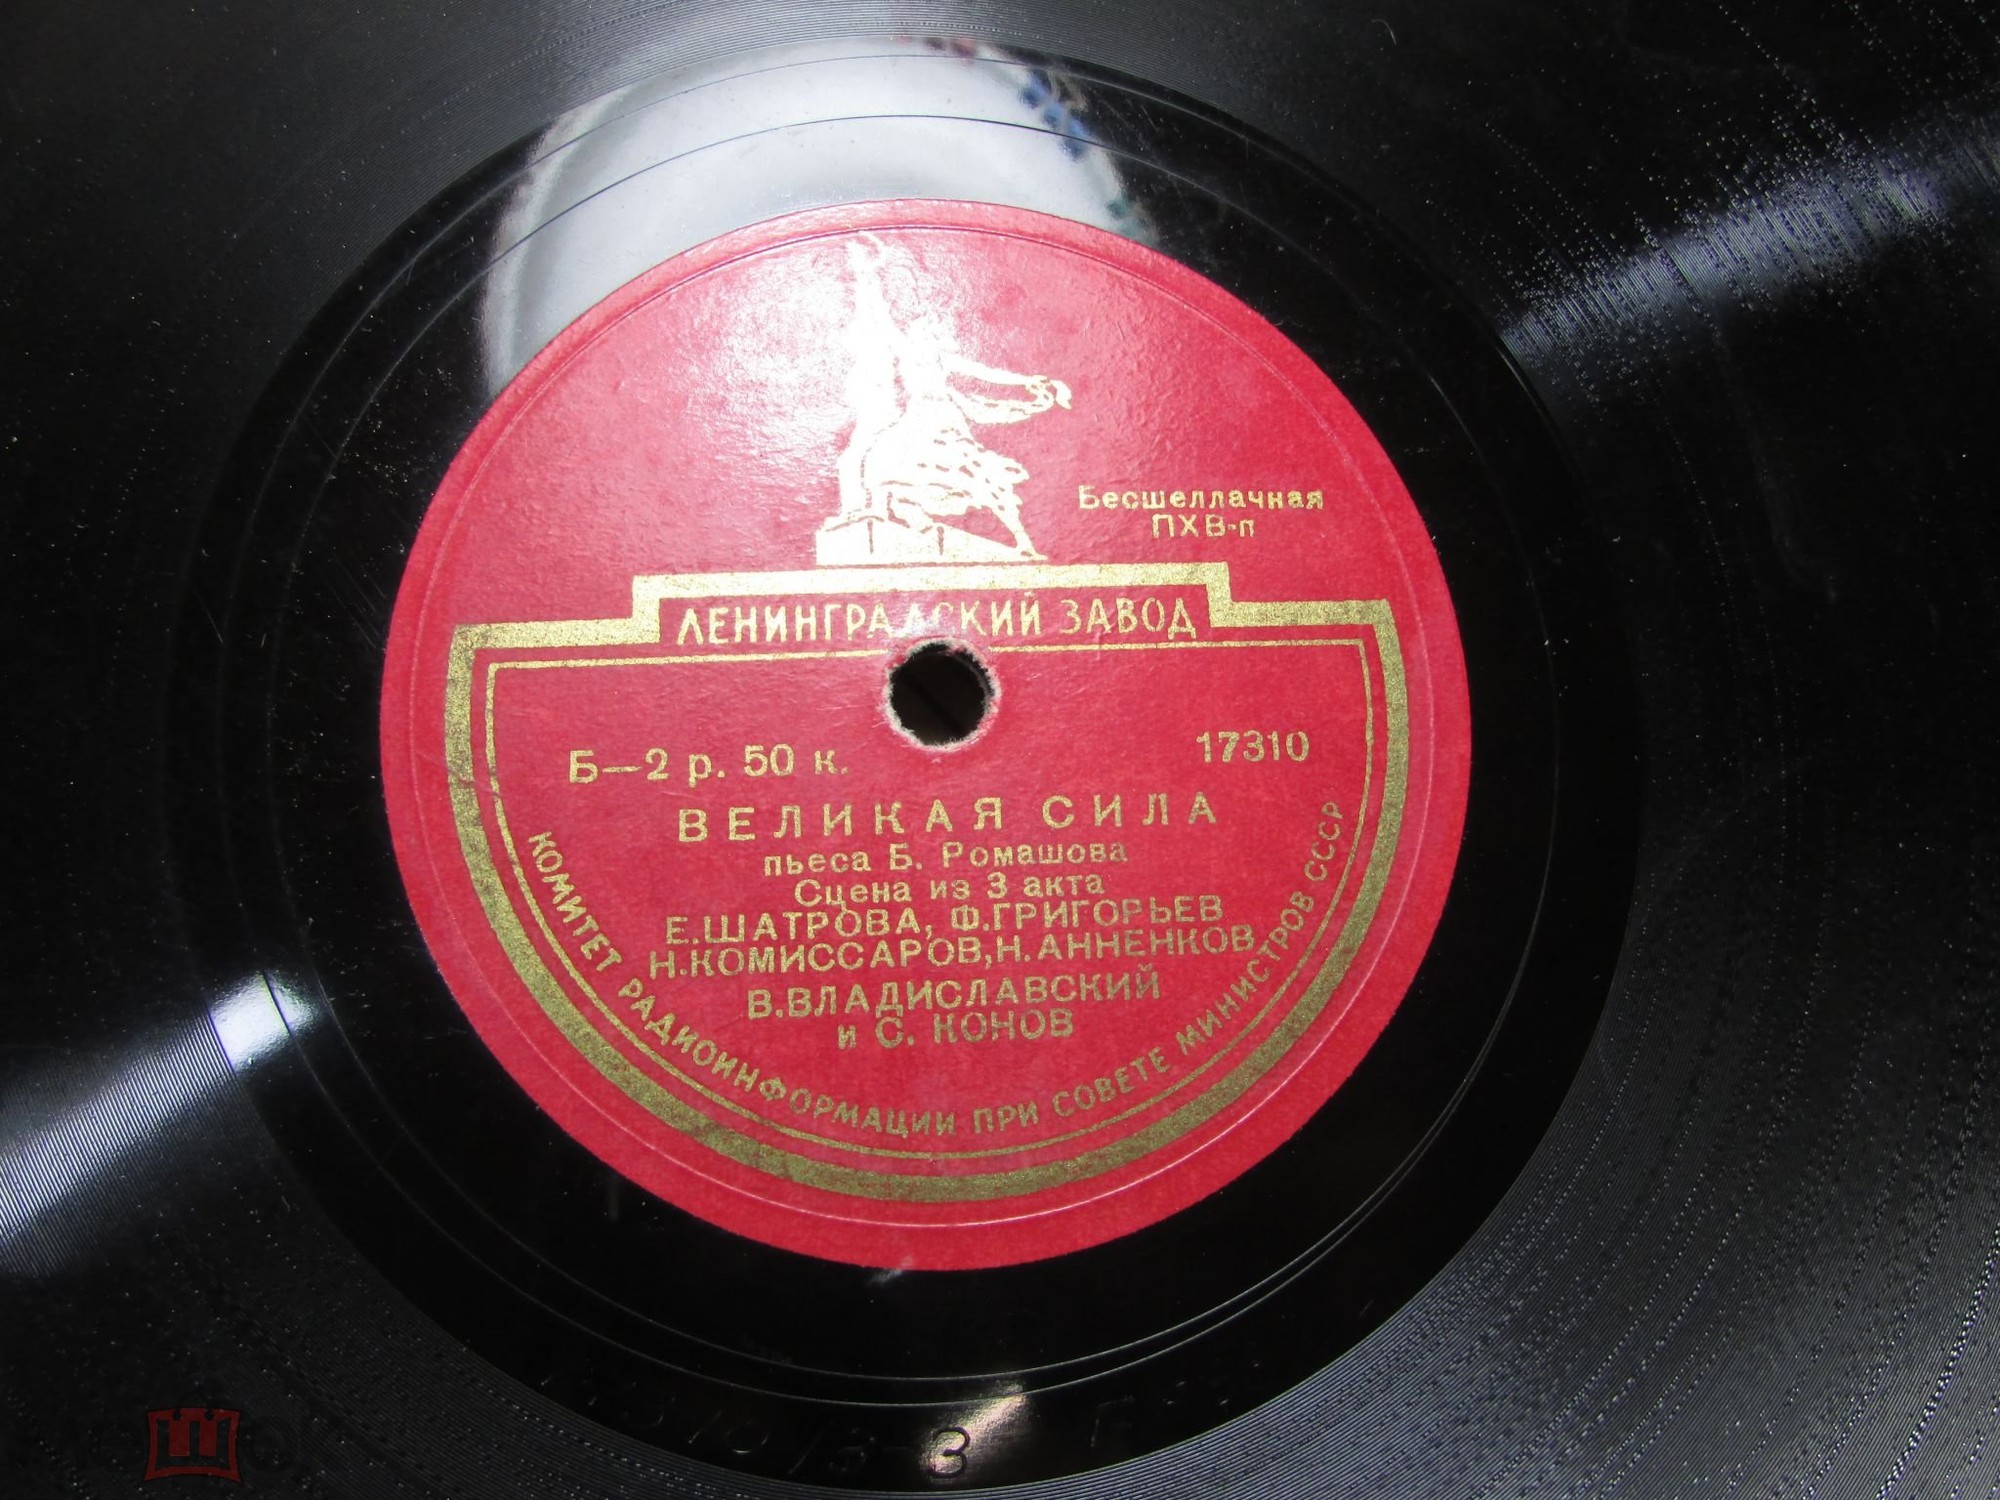 Бесшеллачная
ПХВ-п
ЛЕНИНГРАДСКИЙ ЗАВОД
Б—2 р. 50 к.
17310
ВЕЛИКАЯ СИЛА
пьеса Б. Ромашова
Сцена из 3 акта
Е.ШАТРОВА, Ф.ГРИГОРЬЕВ
Н.КОМИССАРОВ,Н.АННЕНКОВ
В.ВЛАДИСЛАВСКИЙ
и С. КОНОВ
КОМИТЕТ РАДИОИНФОРМАЦИИ ПРИ СОВЕТЕ МИНИСТРОВ СССР